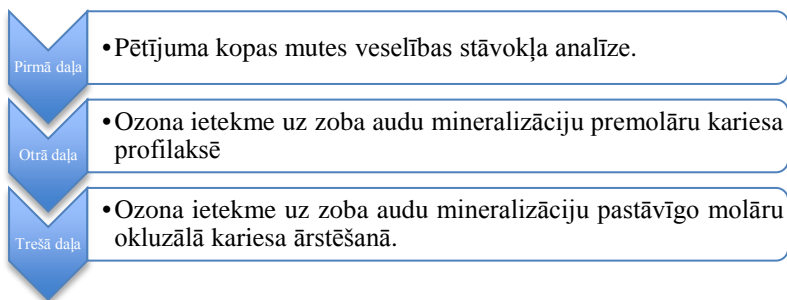 Pirmā daļa
•Pētījuma kopas mutes veselības stāvokļa analīze.
Otrā daļa
•Ozona ietekme uz zoba audu mineralizāciju premolāru kariesa
profilaksē
Trešā daļa
•Ozona ietekme uz zoba audu mineralizāciju pastāvīgo molāru
okluzālā kariesa ārstēšanā.